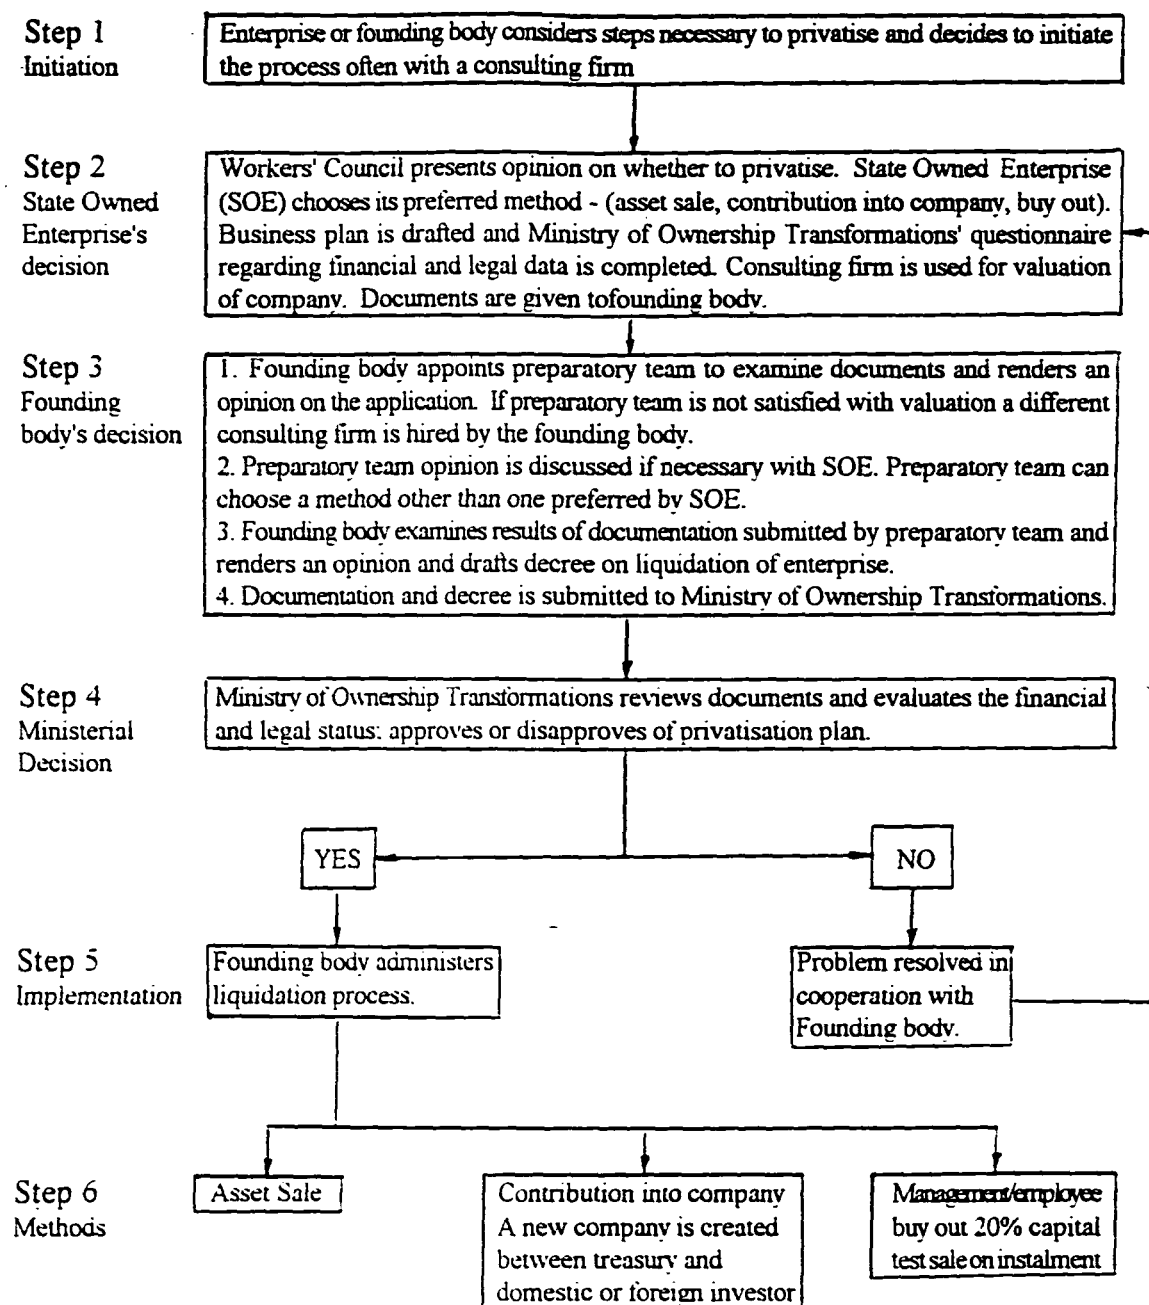 Step 1
Initiation
Enterprise or founding body considers steps necessary to privatise and decides to initiate
the process often with a consulting firm
Step 2
State Owned
Enterprise's
decision
Workers' Council presents opinion on whether to privatise. State Owned Enterprise
(SOE) chooses its preferred method - (asset sale, contribution into company, buy out).
Business plan is drafted and Ministry of Ownership Transformations' questionnaire
regarding financial and legal data is completed. Consulting firm is used for valuation
of company. Documents are given tofounding body.
Step 3
Founding
body's decision
1. Founding body appoints preparatory team to examine documents and renders an
opinion on the application. If preparatory team is not satisfied with valuation a different
consulting firm is hired by the founding body.
2. Preparatory team opinion is discussed if necessary with SOE. Preparatory team can
choose a method other than one preferred by SOE.
3. Founding body examines results of documentation submitted by preparatory team and
renders an opinion and drafts decree on liquidation of enterprise.
4. Documentation and decree is submitted to Ministry of Ownership Transformations.
Step 4
Ministerial
Decision
Ministry of Ownership Transformations reviews documents and evaluates the financial
and legal status: approves or disapproves of privatisation plan.
YES
NO
Step 5
Implementation
Founding body administers
liquidation process.
Problem resolved in
cooperation with
Founding body.
Step 6
Methods
Asset Sale
Contribution into company
A new company is created
between treasury and
domestic or foreign investor
Management/employee
buy out 20% capital
test sale on instalment